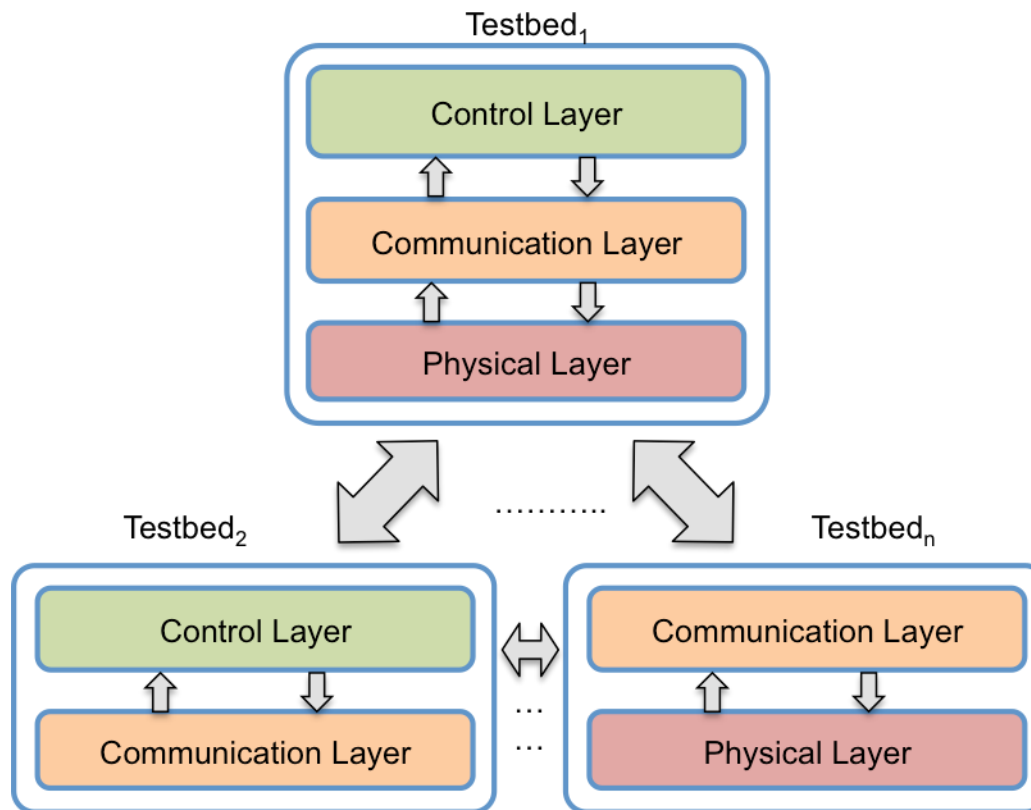 Testbed₁
Control Layer
Communication Layer
Physical Layer
………..
Testbed₂
Testbedₙ
Control Layer
Communication Layer
Communication Layer
Physical Layer
…
…